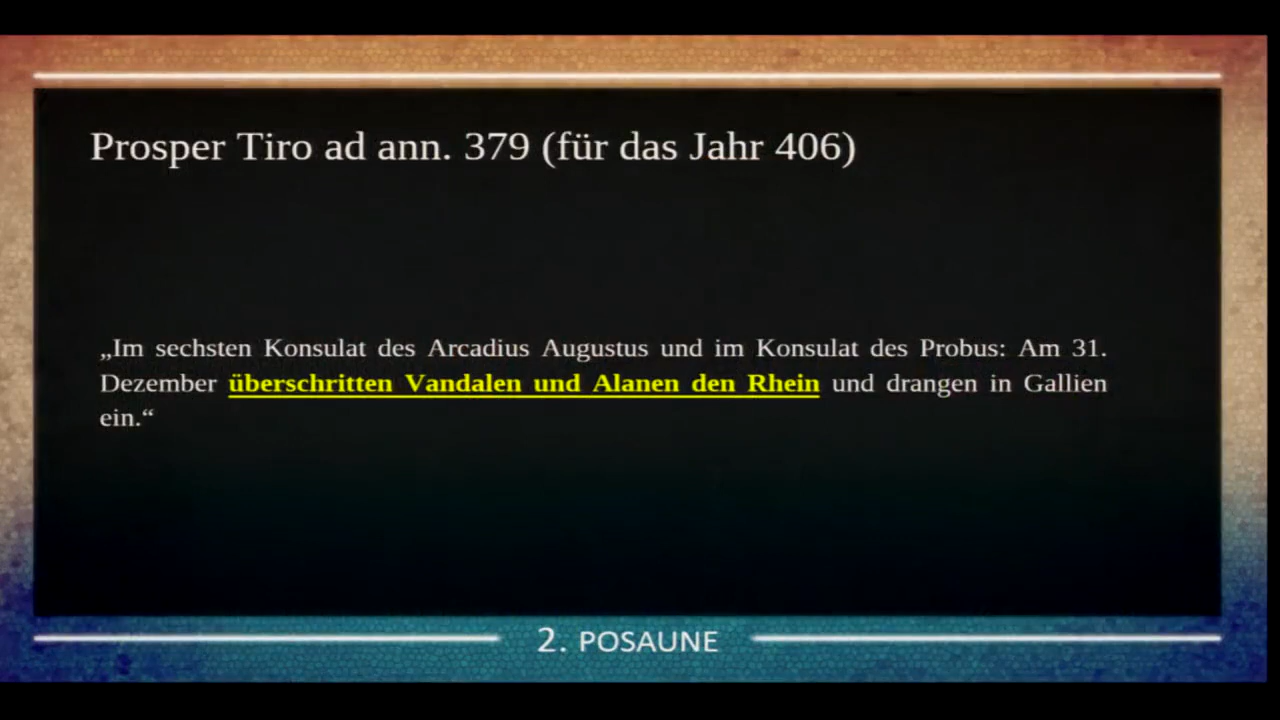 Prosper Tiro ad ann. 379 (für das Jahr 406)
„Im sechsten Konsulat des Arcadius Augustus und im Konsulat des Probus: Am 31.
Dezember überschritten Vandalen und Alanen den Rhein und drangen in Gallien
ein.“
2. POSAUNE